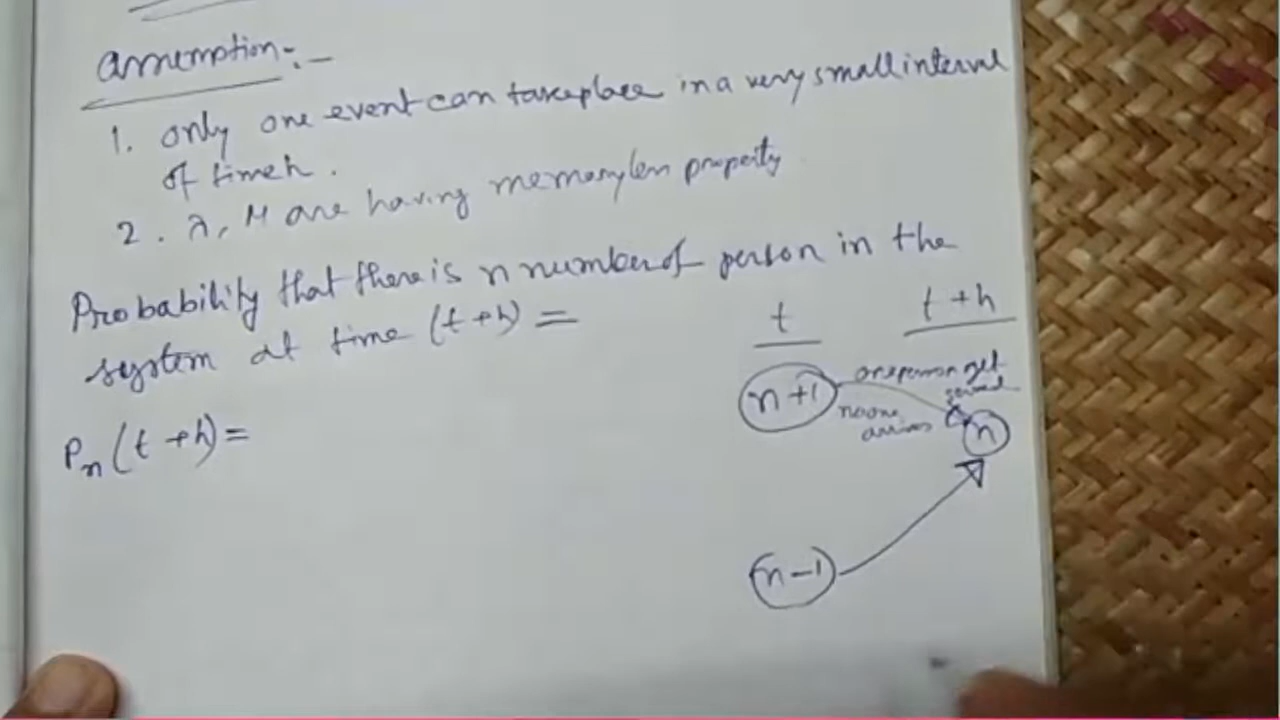 assumption:-
1. only one event can takeplace in a very small interval
of time h.
2. λ, μ are having memoryless property
Probability that there is n number of person in the
system at time (t+h) =
t
t+h
n+1
one person get
served
no one
arrives
n
Pn(t+h)=
n-1